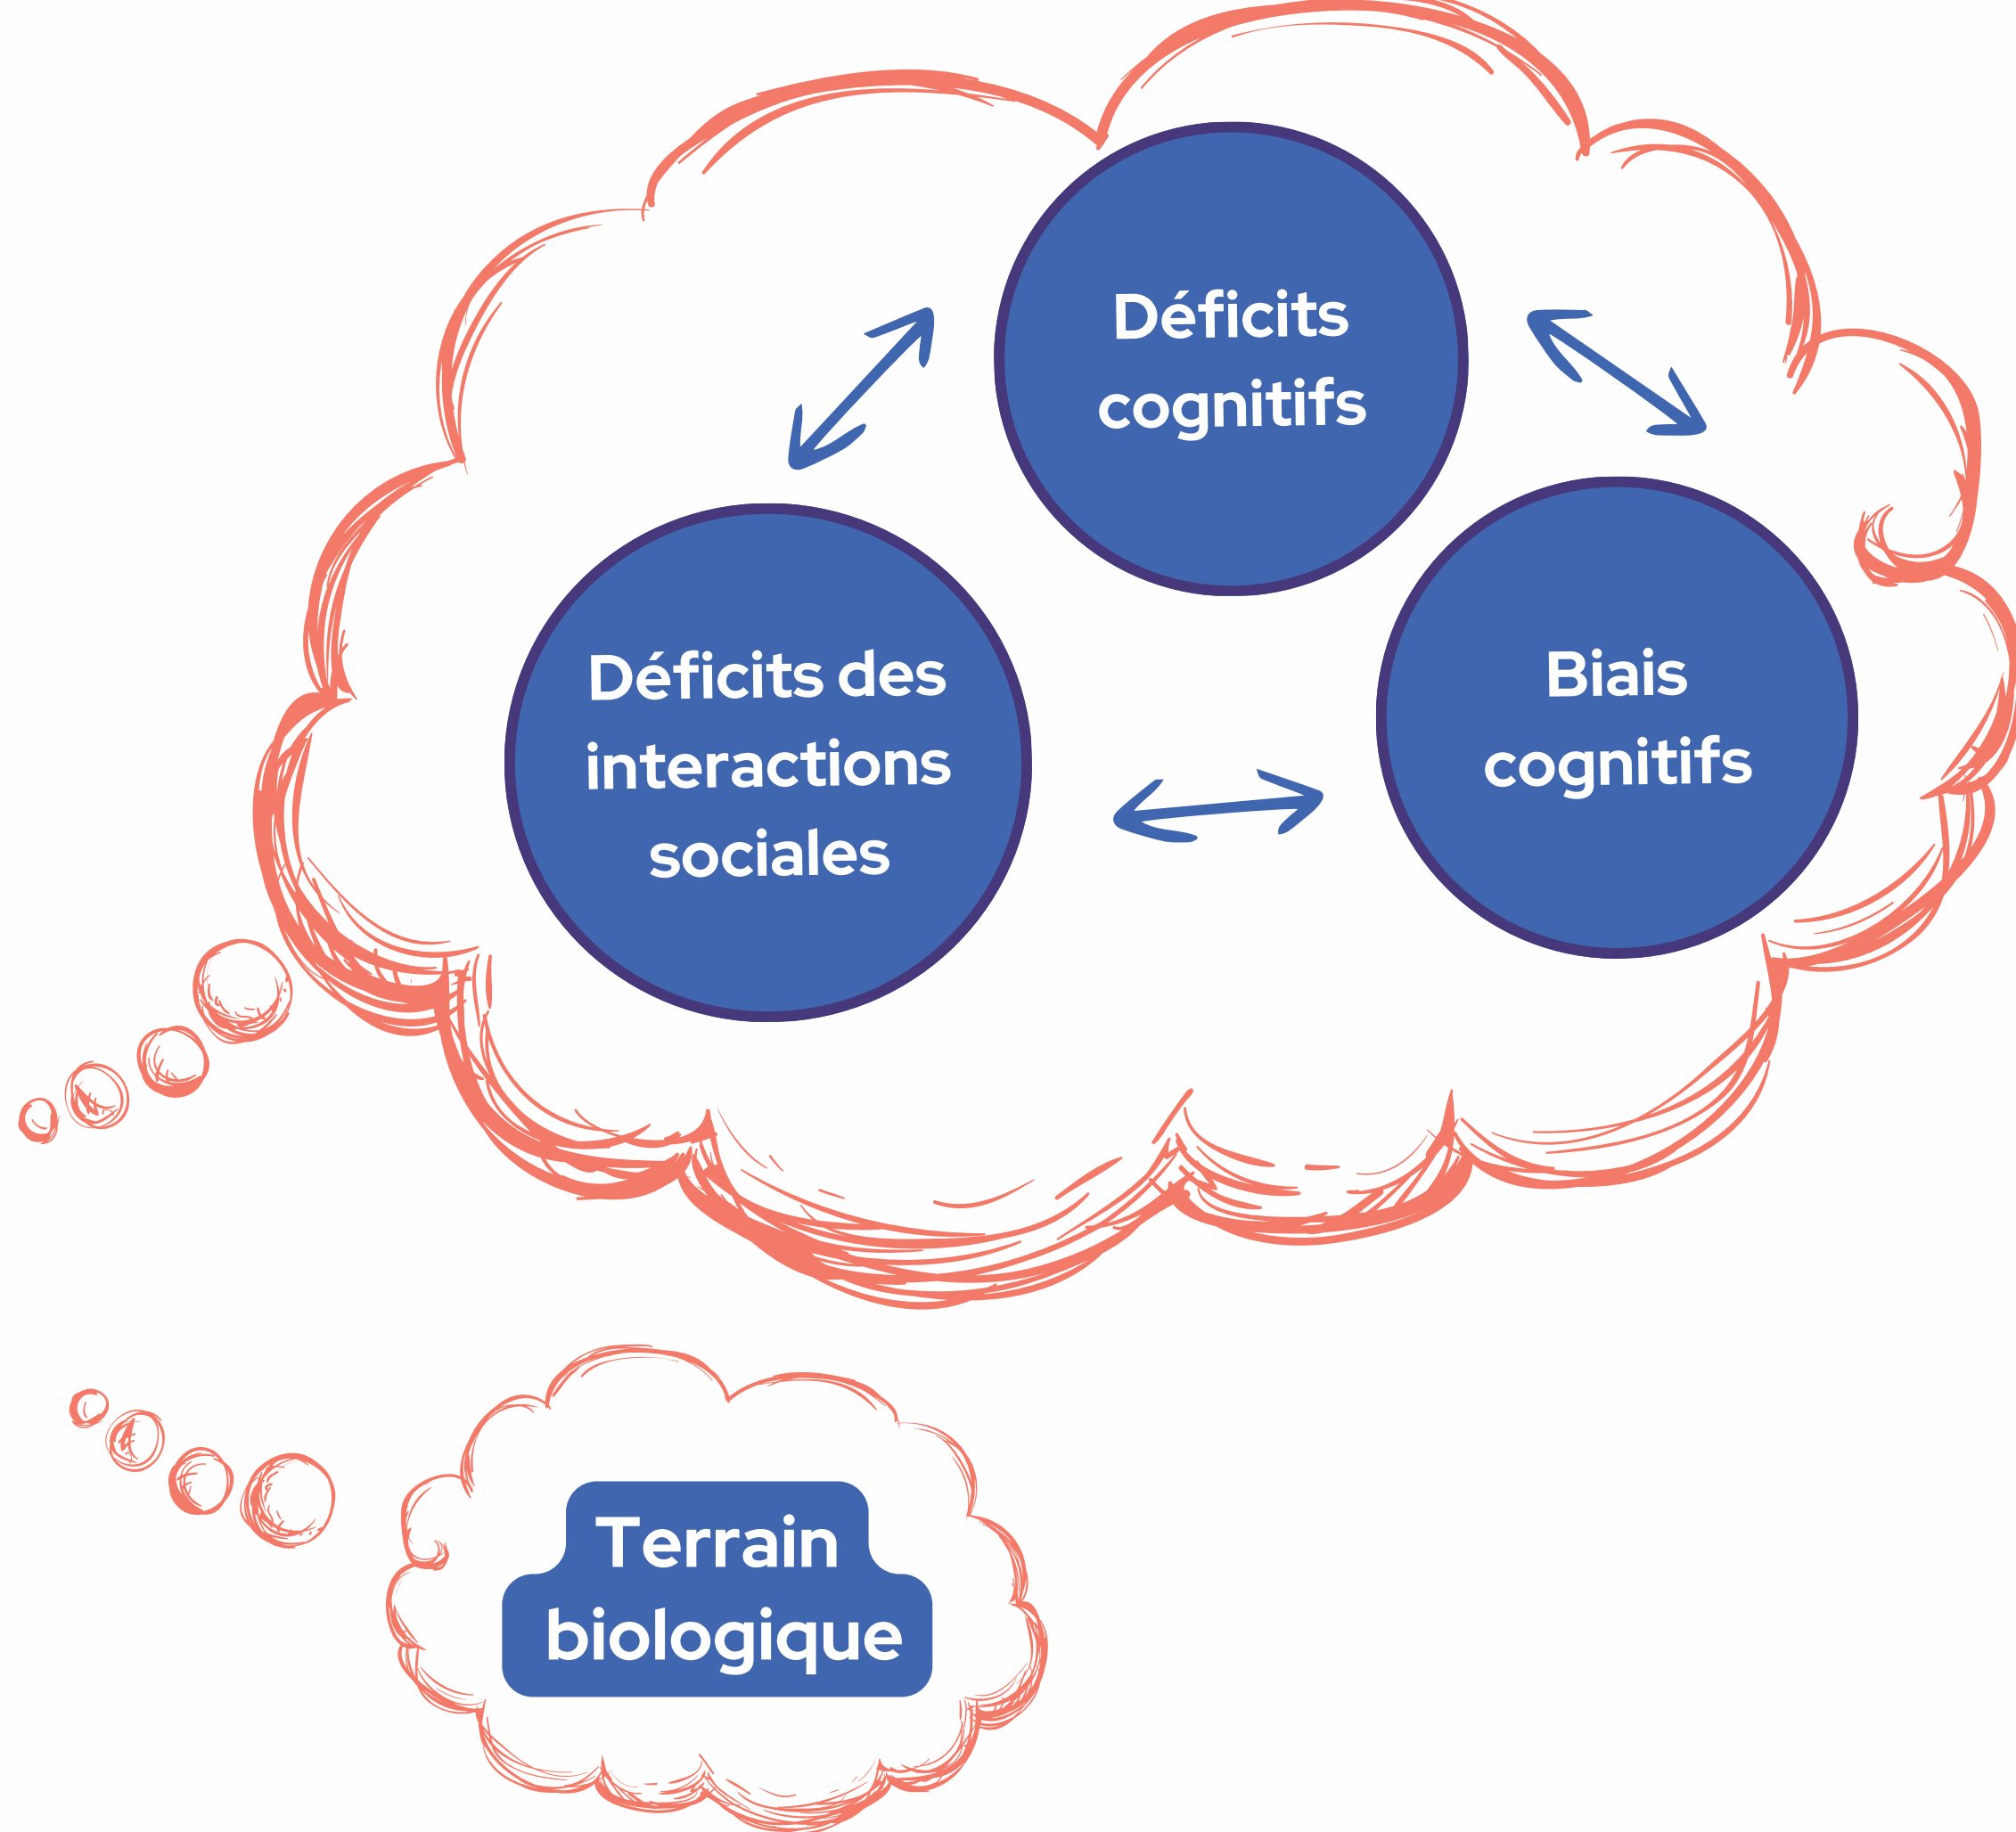 Déficits
cognitifs
Déficits des
interactions
sociales
Biais
cognitifs
Terrain
biologique